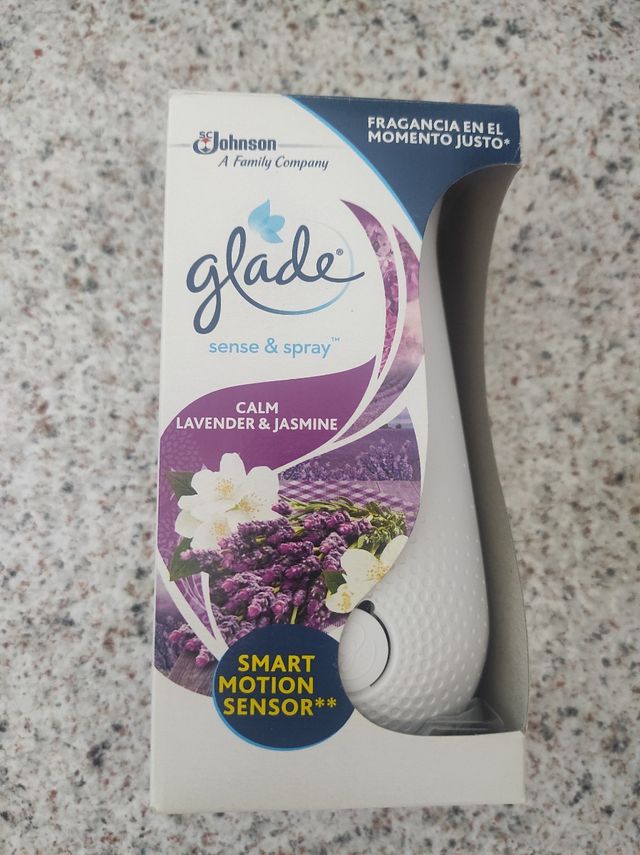 FRAGANCIA EN EL
MOMENTO JUSTO*
SC Johnson
A Family Company
glade®
sense & spray™
CALM
LAVENDER & JASMINE
SMART
MOTION
SENSOR**